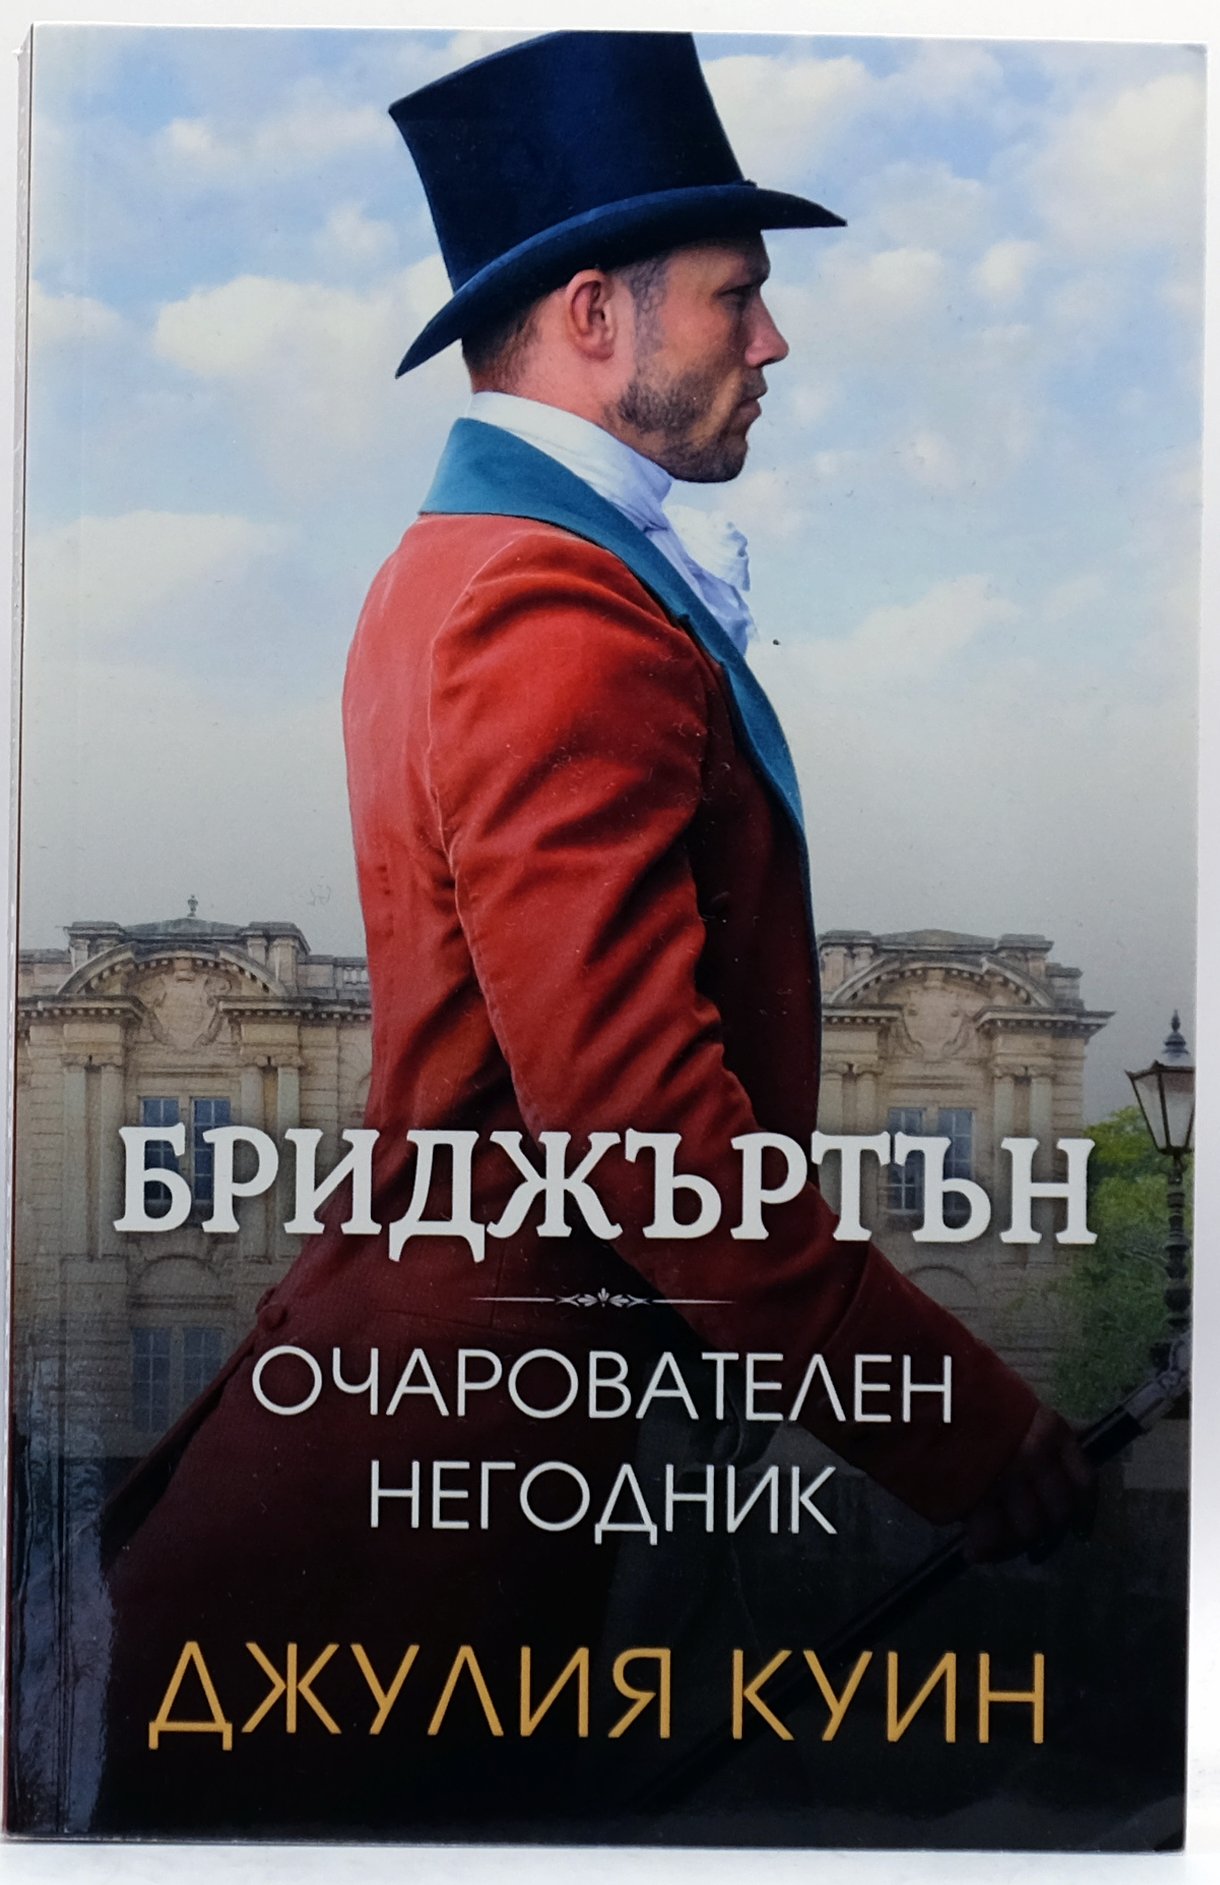 БРИДЖЪРТЪН
ОЧАРОВАТЕЛЕН
НЕГОДНИК
ДЖУЛИЯ КУИН